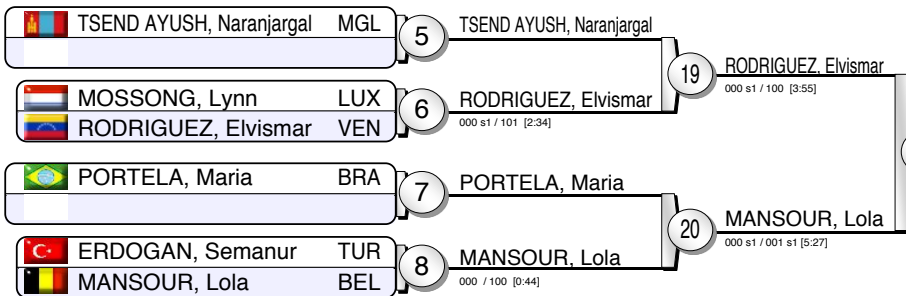 TSEND AYUSH, Naranjargal MGL
5
TSEND AYUSH, Naranjargal
19
RODRIGUEZ, Elvismar
000 s1 / 100 [3:55]
MOSSONG, Lynn LUX
RODRIGUEZ, Elvismar VEN
6
RODRIGUEZ, Elvismar
000 s1 / 101 [2:34]
PORTELA, Maria BRA
7
PORTELA, Maria
20
MANSOUR, Lola
000 s1 / 001 s1 [5:27]
ERDOGAN, Semanur TUR
MANSOUR, Lola BEL
8
MANSOUR, Lola
000 / 100 [0:44]